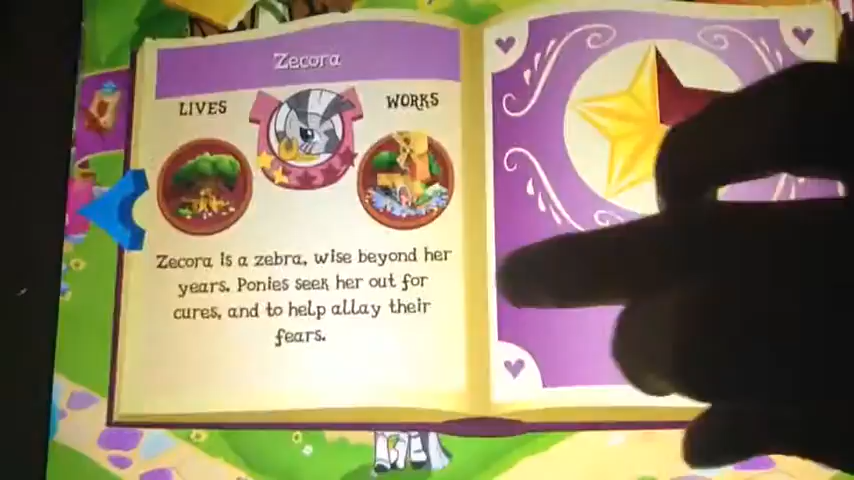 Zecora
LIVES
WORKS
Zecora is a zebra, wise beyond her
years. Ponies seek her out for
cures, and to help allay their
fears.